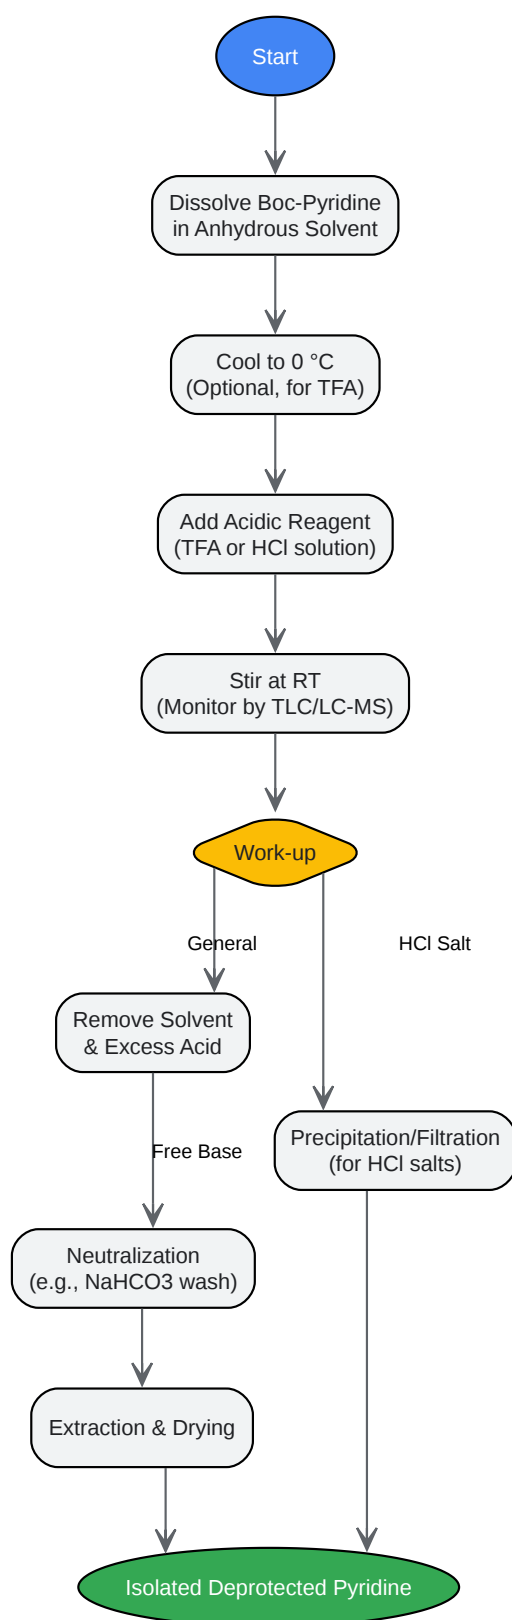 Start
Dissolve Boc-Pyridine
in Anhydrous Solvent
Cool to 0 °C
(Optional, for TFA)
Add Acidic Reagent
(TFA or HCl solution)
Stir at RT
(Monitor by TLC/LC-MS)
Work-up
General
HCl Salt
Remove Solvent
& Excess Acid
Free Base
Precipitation/Filtration
(for HCl salts)
Neutralization
(e.g., NaHCO3 wash)
Extraction & Drying
Isolated Deprotected Pyridine